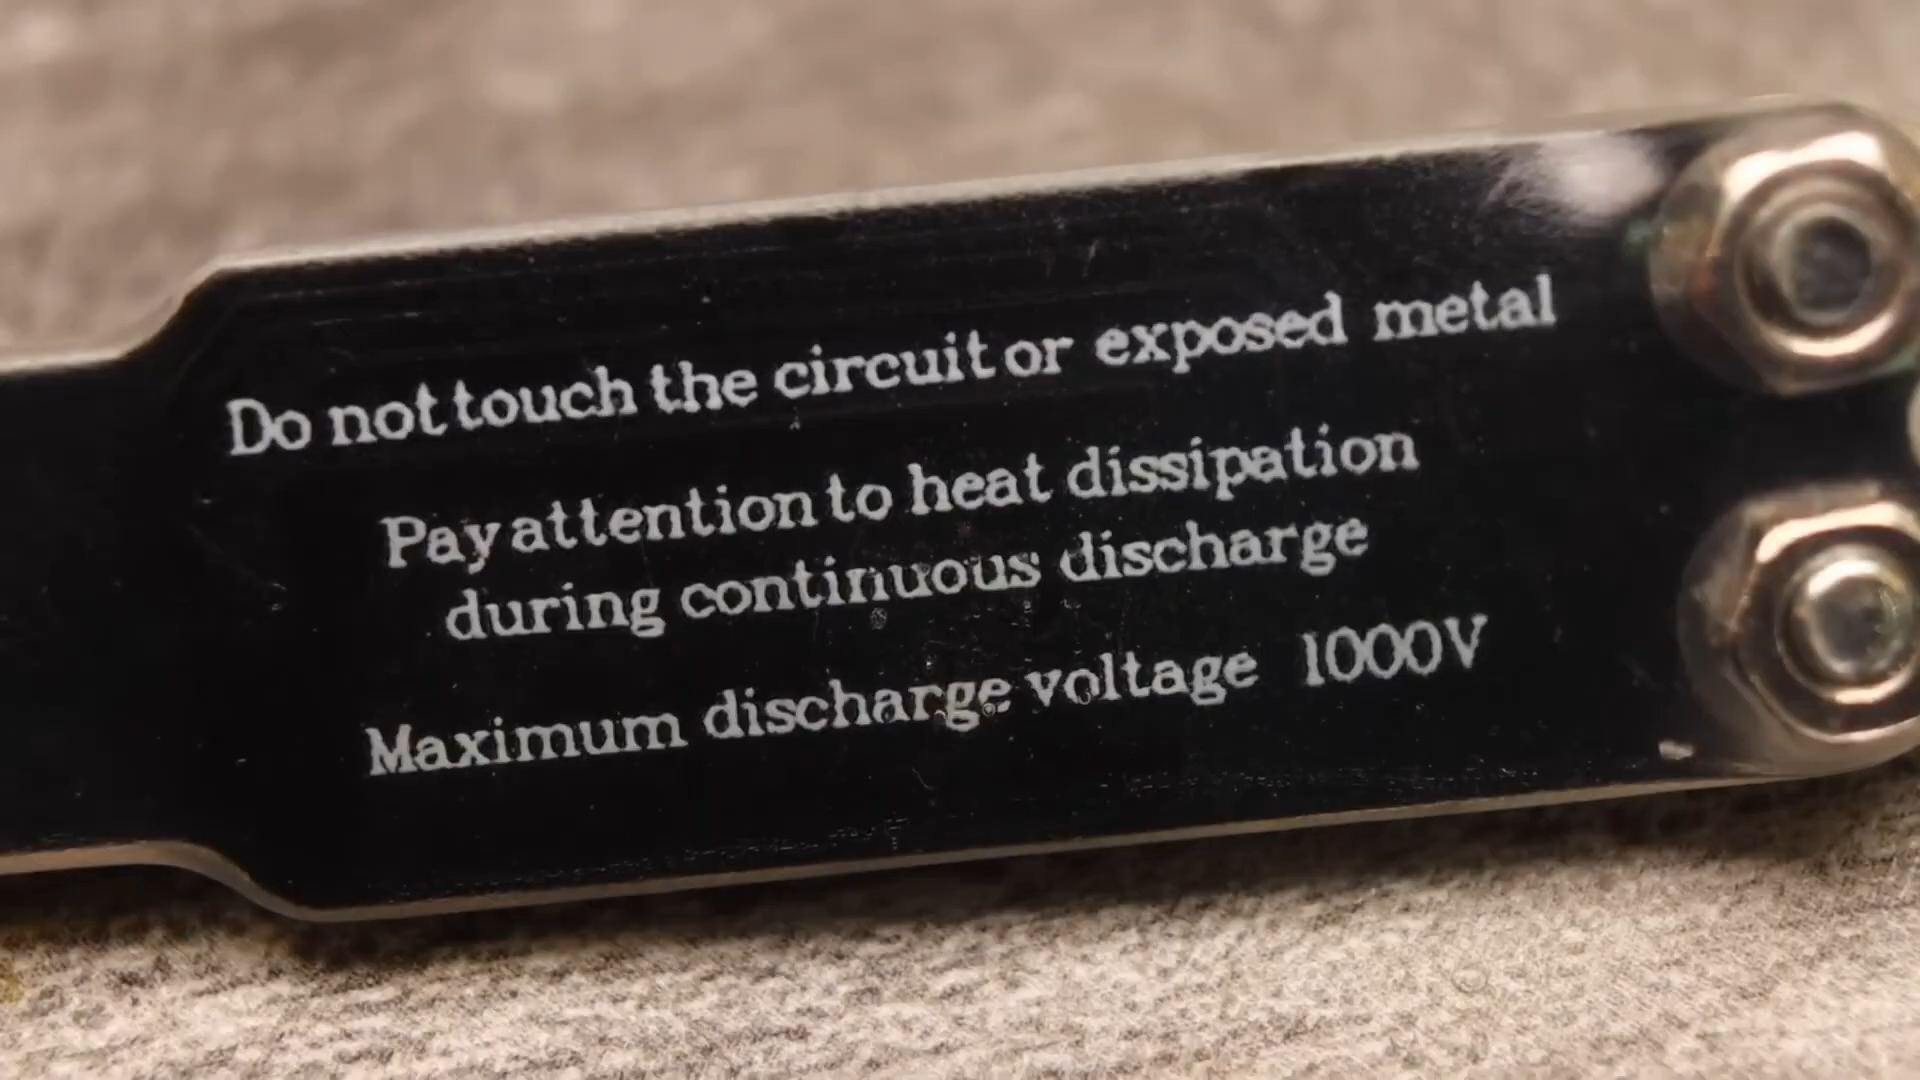 Do not touch the circuit or exposed metal
Pay attention to heat dissipation
during continuous discharge
Maximum discharge voltage 1000V